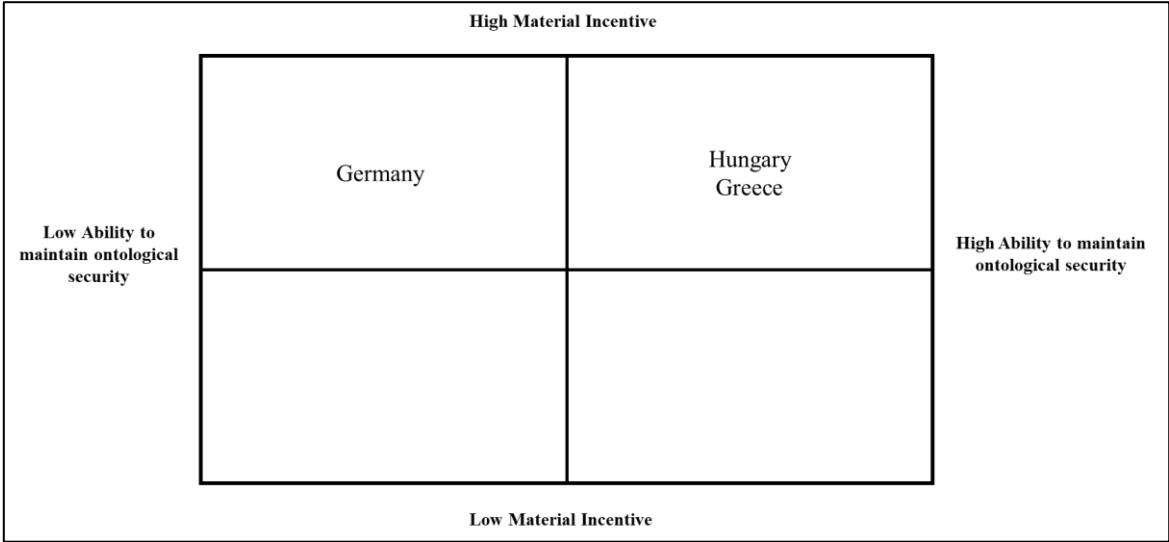 High Material Incentive
Germany
Hungary
Greece
Low Ability to
maintain ontological
security
High Ability to maintain
ontological security
Low Material Incentive